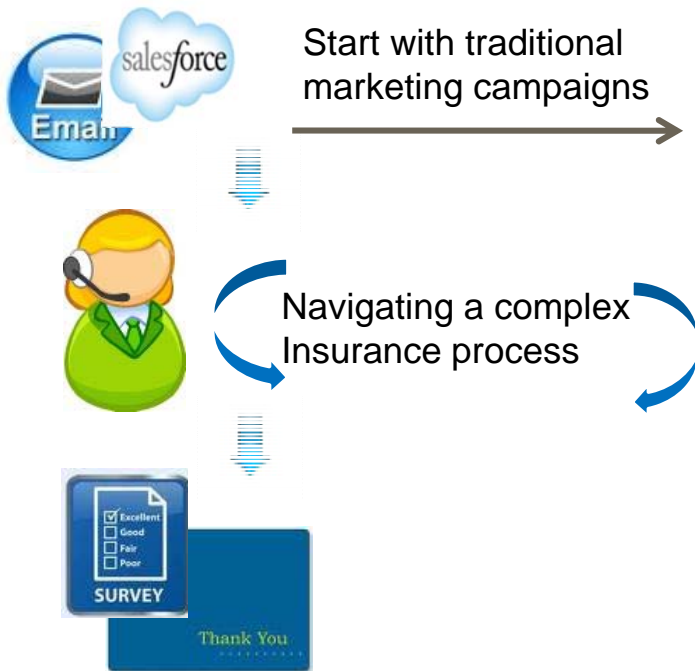 salesforce
Email
Start with traditional
marketing campaigns
Navigating a complex
Insurance process
Excellent
Good
Fair
Poor
SURVEY
Thank You